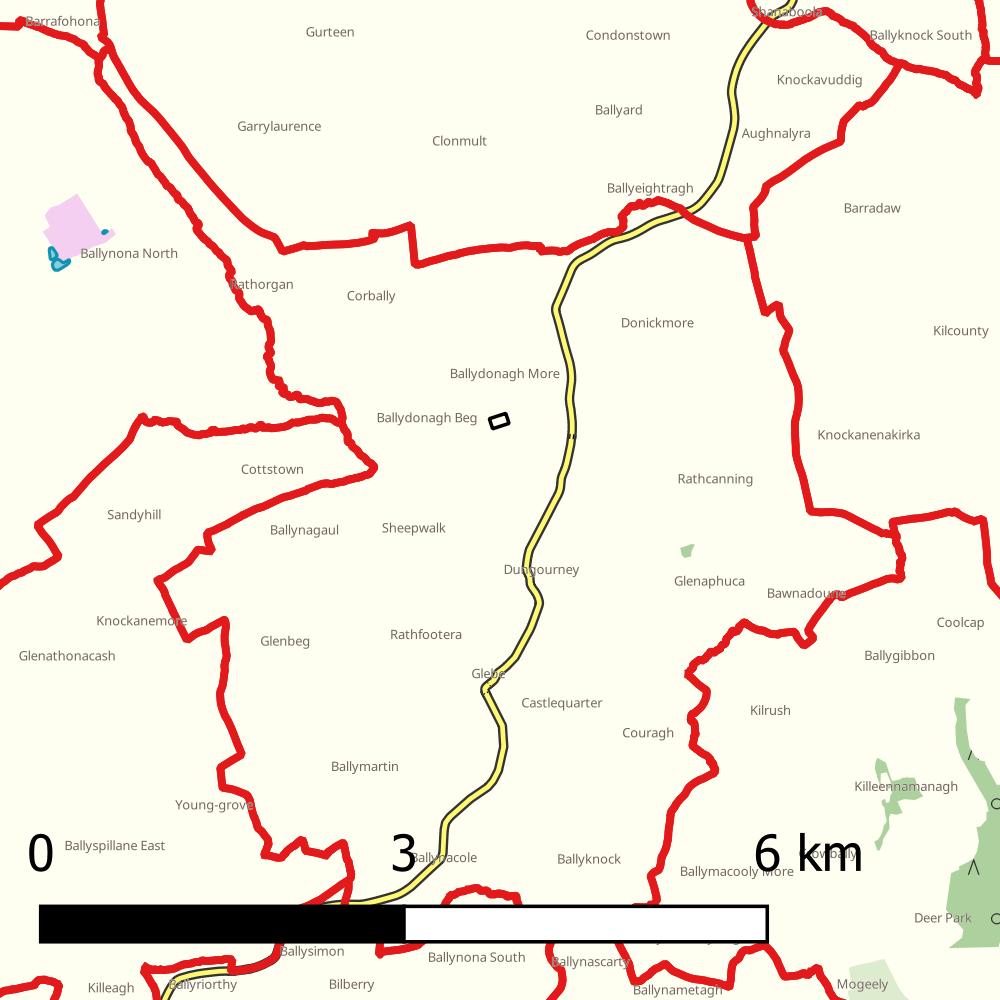 Shanaboola
Barrafohona
Gurteen
Condonstown
Ballyknock South
Knockavuddig
Ballyard
Garrylaurence
Clonmult
Aughnalyra
Ballyeightragh
Barradaw
Ballynona North
Rathorgan
Corbally
Donickmore
Kilcounty
Ballydonagh More
Ballydonagh Beg
Knockanenakirka
Cottstown
Rathcanning
Sandyhill
Ballynagaul
Sheepwalk
Dungourney
Glenaphuca
Bawnadoune
Knockanemore
Coolcap
Rathfootera
Glenbeg
Glenathonacash
Ballygibbon
Glebe
Castlequarter
Kilrush
Couragh
Ballymartin
Killeennamanagh
Young-grove
Ballyspillane East
0 3 6 km
Ballynacole
Ballyknock
Ballymacooly More
Deer Park
Ballysimon
Ballynona South
Ballynascarty
Killeagh
Ballyriorthy
Bilberry
Ballynametagh
Mogeely